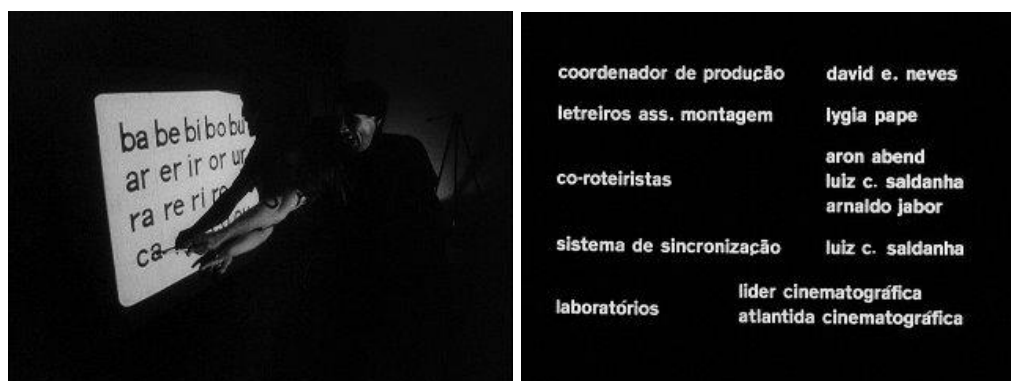 ba be bi bo bu
ar er ir or ur
ra re ri
ca
coordenador de produção david e. neves
letreiros ass. montagem lygia pape
co-roteiristas aron abend
luiz c. saldanha
arnaldo jabor
sistema de sincronização luiz c. saldanha
laboratórios lider cinematográfica
atlantida cinematográfica